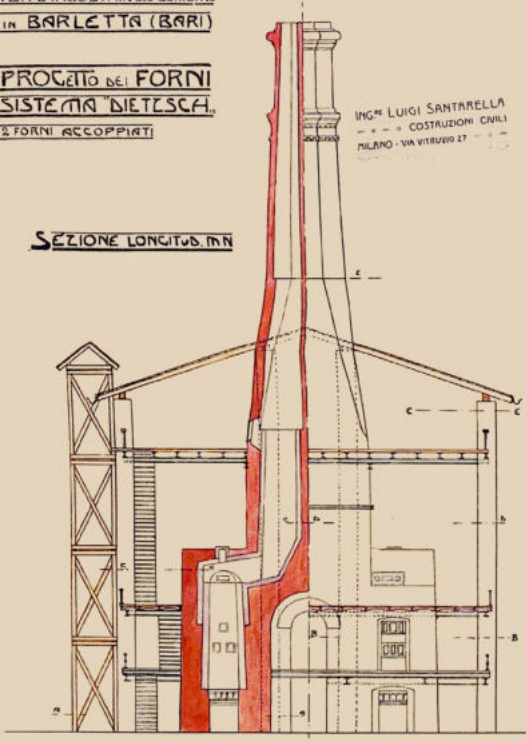 IN BARLETTA (BARI)
PROGETTO DEI FORNI
SISTEMA "DIETZSCH"
2 FORNI ACCOPPIATI
ING.RE LUIGI SANTARELLA
COSTRUZIONI CIVILI
MILANO - VIA VITRUVIO 27
SEZIONE LONGITUD. MN
C
C
C
B
B